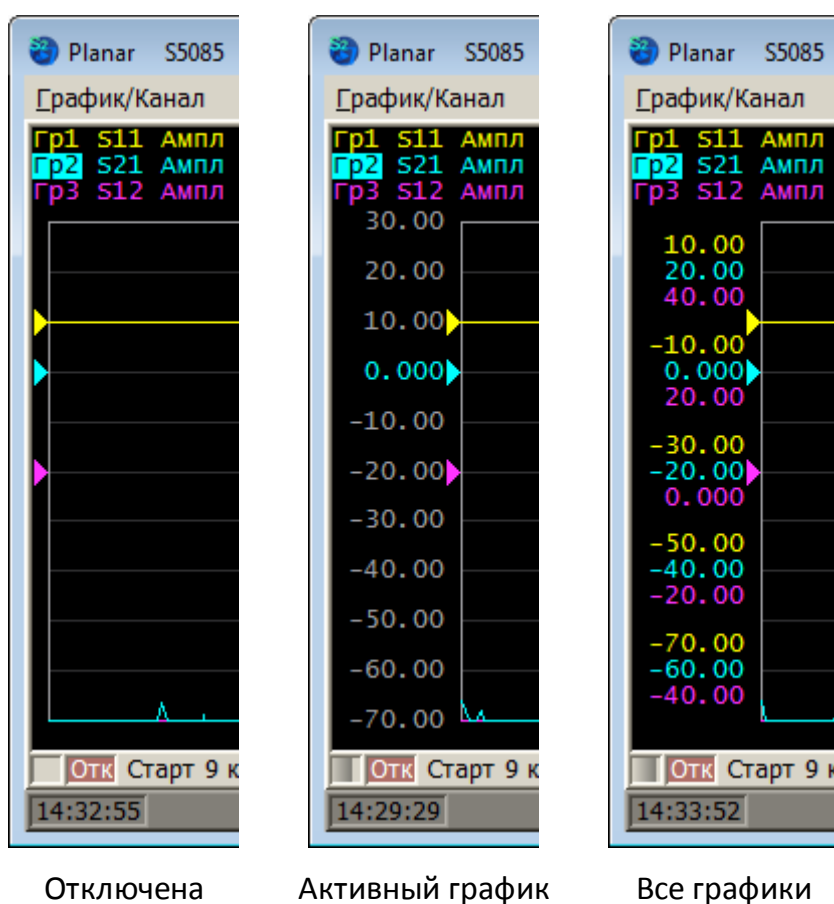 Planar S5085
График/Канал
Гр1 S11 Ампл
Гр2 S21 Ампл
Гр3 S12 Ампл
Отк Старт 9 к
14:32:55
Отключена
Planar S5085
График/Канал
Гр1 S11 Ампл
Гр2 S21 Ампл
Гр3 S12 Ампл
30.00
20.00
10.00
0.000
-10.00
-20.00
-30.00
-40.00
-50.00
-60.00
-70.00
Отк Старт 9 к
14:29:29
Активный график
Planar S5085
График/Канал
Гр1 S11 Ампл
Гр2 S21 Ампл
Гр3 S12 Ампл
10.00
20.00
40.00
-10.00
0.000
20.00
-30.00
-20.00
0.000
-50.00
-40.00
-20.00
-70.00
-60.00
-40.00
Отк Старт 9 к
14:33:52
Все графики